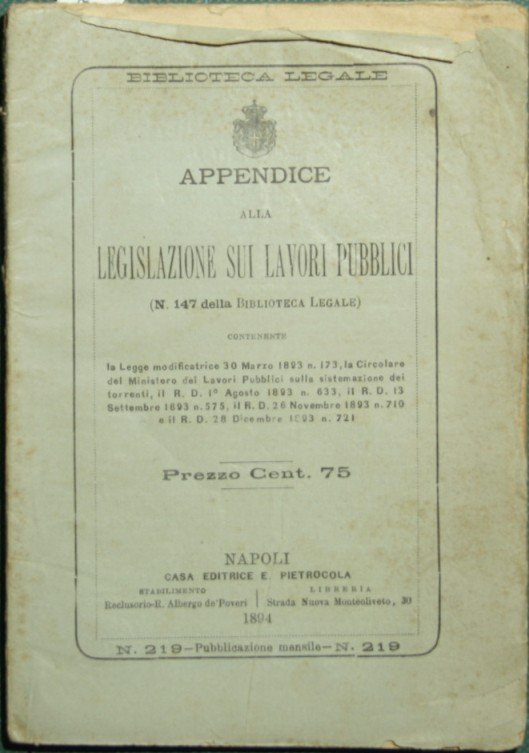 BIBLIOTECA LEGALE
APPENDICE
ALLA
LEGISLAZIONE SUI LAVORI PUBBLICI
(N. 147 della BIBLIOTECA LEGALE)
CONTENENTE
la Legge modificatrice 30 Marzo 1893 n. 173, la Circolare
del Ministero dei Lavori Pubblici sulla sistemazione dei
torrenti, il R. D. 1º Agosto 1893 n. 633, il R. D. 13
Settembre 1893 n. 575, il R. D. 26 Novembre 1893 n. 710
e il R. D. 28 Dicembre 1893 n. 721
Prezzo Cent. 75
NAPOLI
CASA EDITRICE E. PIETROCOLA
STABILIMENTO LIBRERIA
Reclusorio-R. Albergo de' Poveri | Strada Nuova Monteoliveto, 30
1894
N. 219—Pubblicazione mensile—N. 219